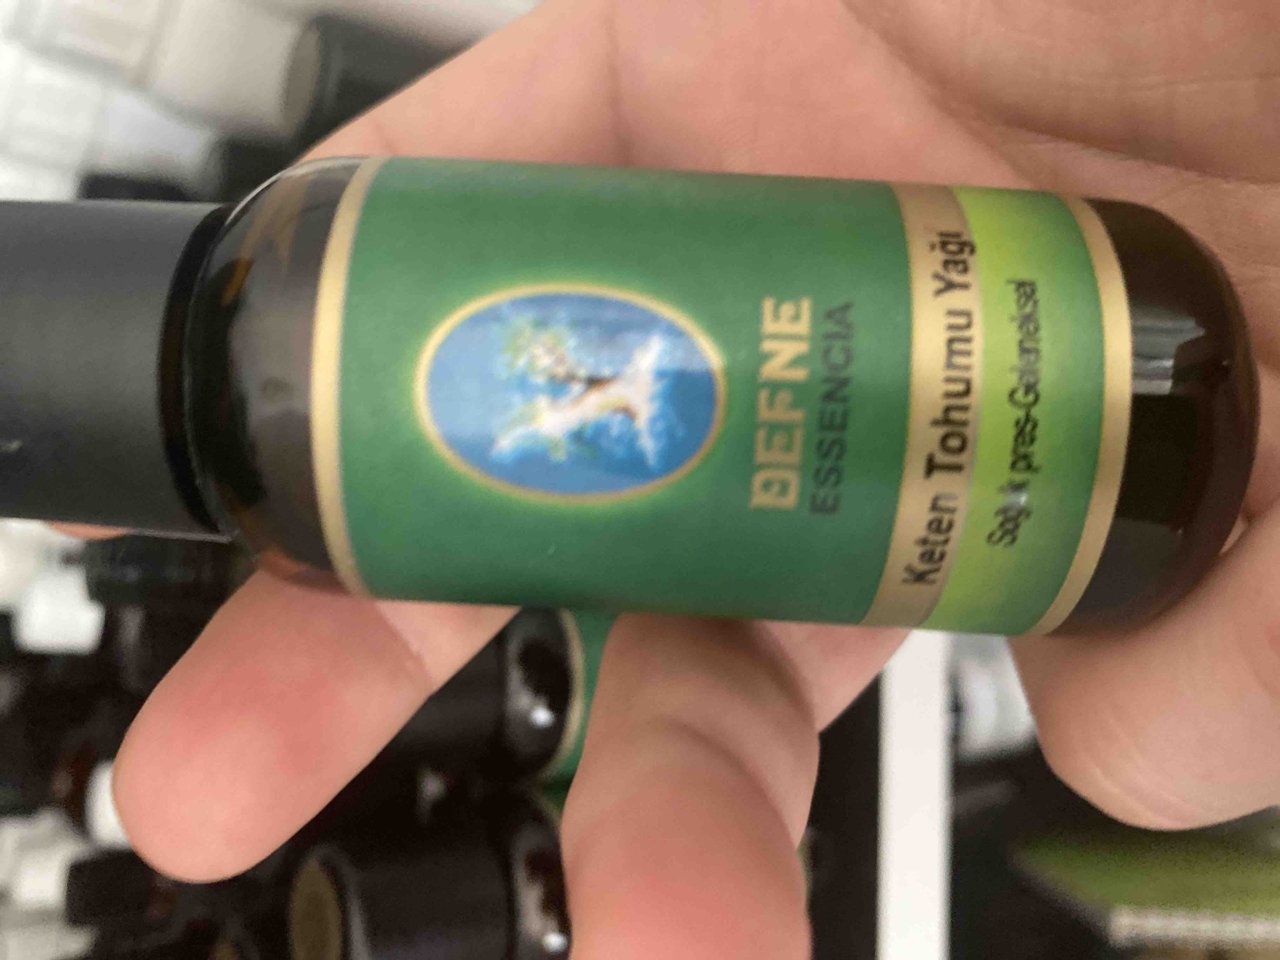 DEFNE
ESSENCIA
Keten Tohumu Yağı
Soğuk pres-Geleneksel